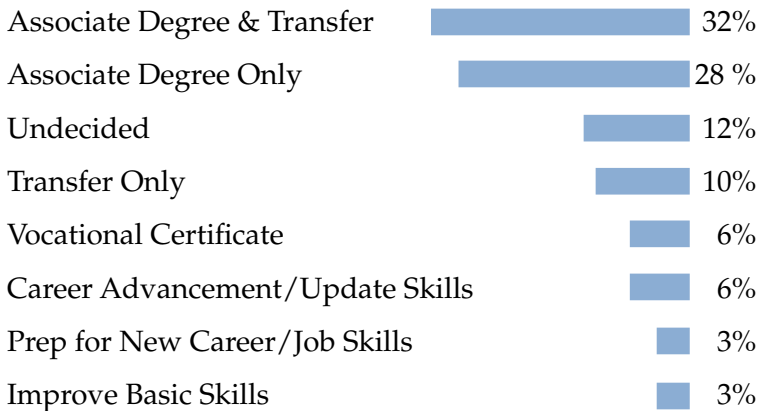 Associate Degree & Transfer 32%
Associate Degree Only 28 %
Undecided 12%
Transfer Only 10%
Vocational Certificate 6%
Career Advancement/Update Skills 6%
Prep for New Career/Job Skills 3%
Improve Basic Skills 3%